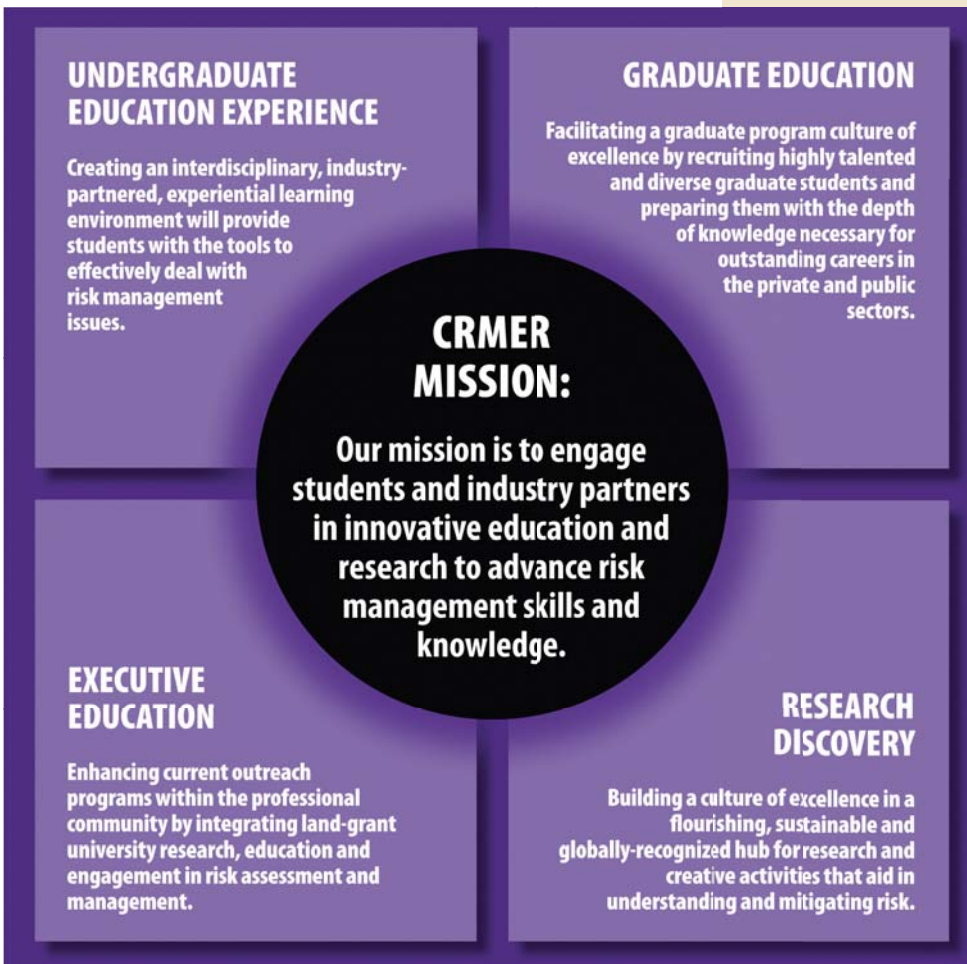 UNDERGRADUATE
EDUCATION EXPERIENCE
Creating an interdisciplinary, industry-
partnered, experiential learning
environment will provide
students with the tools to
effectively deal with
risk management
issues.
GRADUATE EDUCATION
Facilitating a graduate program culture of
excellence by recruiting highly talented
and diverse graduate students and
preparing them with the depth
of knowledge necessary for
outstanding careers in
the private and public
sectors.
CRMER
MISSION:
Our mission is to engage
students and industry partners
in innovative education and
research to advance risk
management skills and
knowledge.
EXECUTIVE
EDUCATION
Enhancing current outreach
programs within the professional
community by integrating land-grant
university research, education and
engagement in risk assessment and
management.
RESEARCH
DISCOVERY
Building a culture of excellence in a
flourishing, sustainable and
globally-recognized hub for research and
creative activities that aid in
understanding and mitigating risk.